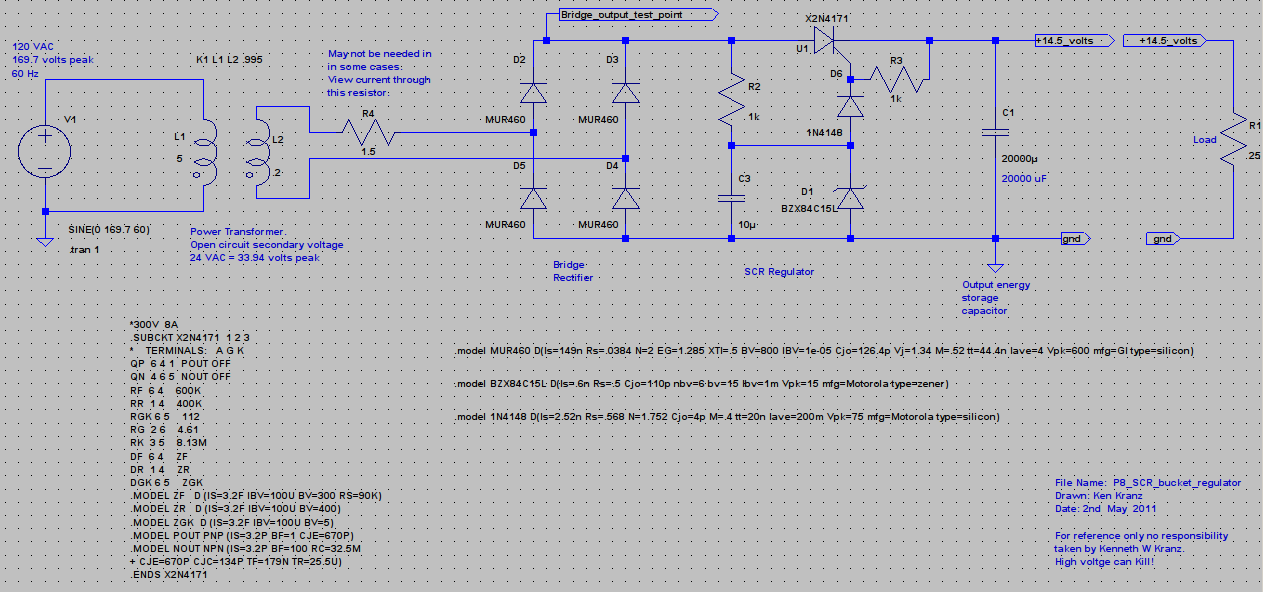 Bridge_output_test_point
X2N4171
U1
+14.5_volts
+14.5_volts
120 VAC
169.7 volts peak
60 Hz
K1 L1 L2 .995
May not be needed in
in some cases:
View current through
this resistor:
D2
D3
R2
1k
D6
R3
1k
V1
R4
1.5
MUR460
MUR460
1N4148
C1
20000µ
20000 uF
R1
Load
.25
L1
5
L2
.2
D5
D4
C3
10µ
D1
BZX84C15L
MUR460
MUR460
gnd
gnd
SINE(0 169.7 60)
.tran 1
Power Transformer.
Open circuit secondary voltage
24 VAC = 33.94 volts peak
Bridge
Rectifier
SCR Regulator
Output energy
storage
capacitor
*300V 8A
.SUBCKT X2N4171 1 2 3
* TERMINALS: A G K
QP 6 4 1 POUT OFF
QN 4 6 5 NOUT OFF
RF 6 4 600K
RR 1 4 400K
RGK 6 5 112
RG 2 6 4.61
RK 3 5 8.13M
DF 6 4 ZF
DR 1 4 ZR
DGK 6 5 ZGK
.MODEL ZF D (IS=3.2F IBV=100U BV=300 RS=90K)
.MODEL ZR D (IS=3.2F IBV=100U BV=400)
.MODEL ZGK D (IS=3.2F IBV=100U BV=5)
.MODEL POUT PNP (IS=3.2P BF=1 CJE=670P)
.MODEL NOUT NPN (IS=3.2P BF=100 RC=32.5M
+ CJE=670P CJC=134P TF=179N TR=25.5U)
.ENDS X2N4171
.model MUR460 D(Is=149n Rs=.0384 N=2 EG=1.285 XTI=.5 BV=800 IBV=1e-05 Cjo=126.4p Vj=1.34 M=.52 tt=44.4n Iave=4 Vpk=600 mfg=GI type=silicon)
.model BZX84C15L D(Is=.6n Rs=.5 Cjo=110p nbv=6 bv=15 Ibv=1m Vpk=15 mfg=Motorola type=zener)
.model 1N4148 D(Is=2.52n Rs=.568 N=1.752 Cjo=4p M=.4 tt=20n Iave=200m Vpk=75 mfg=Motorola type=silicon)
File Name: P8_SCR_bucket_regulator
Drawn: Ken Kranz
Date: 2nd May 2011
For reference only no responsibility
taken by Kenneth W Kranz.
High voltge can Kill!